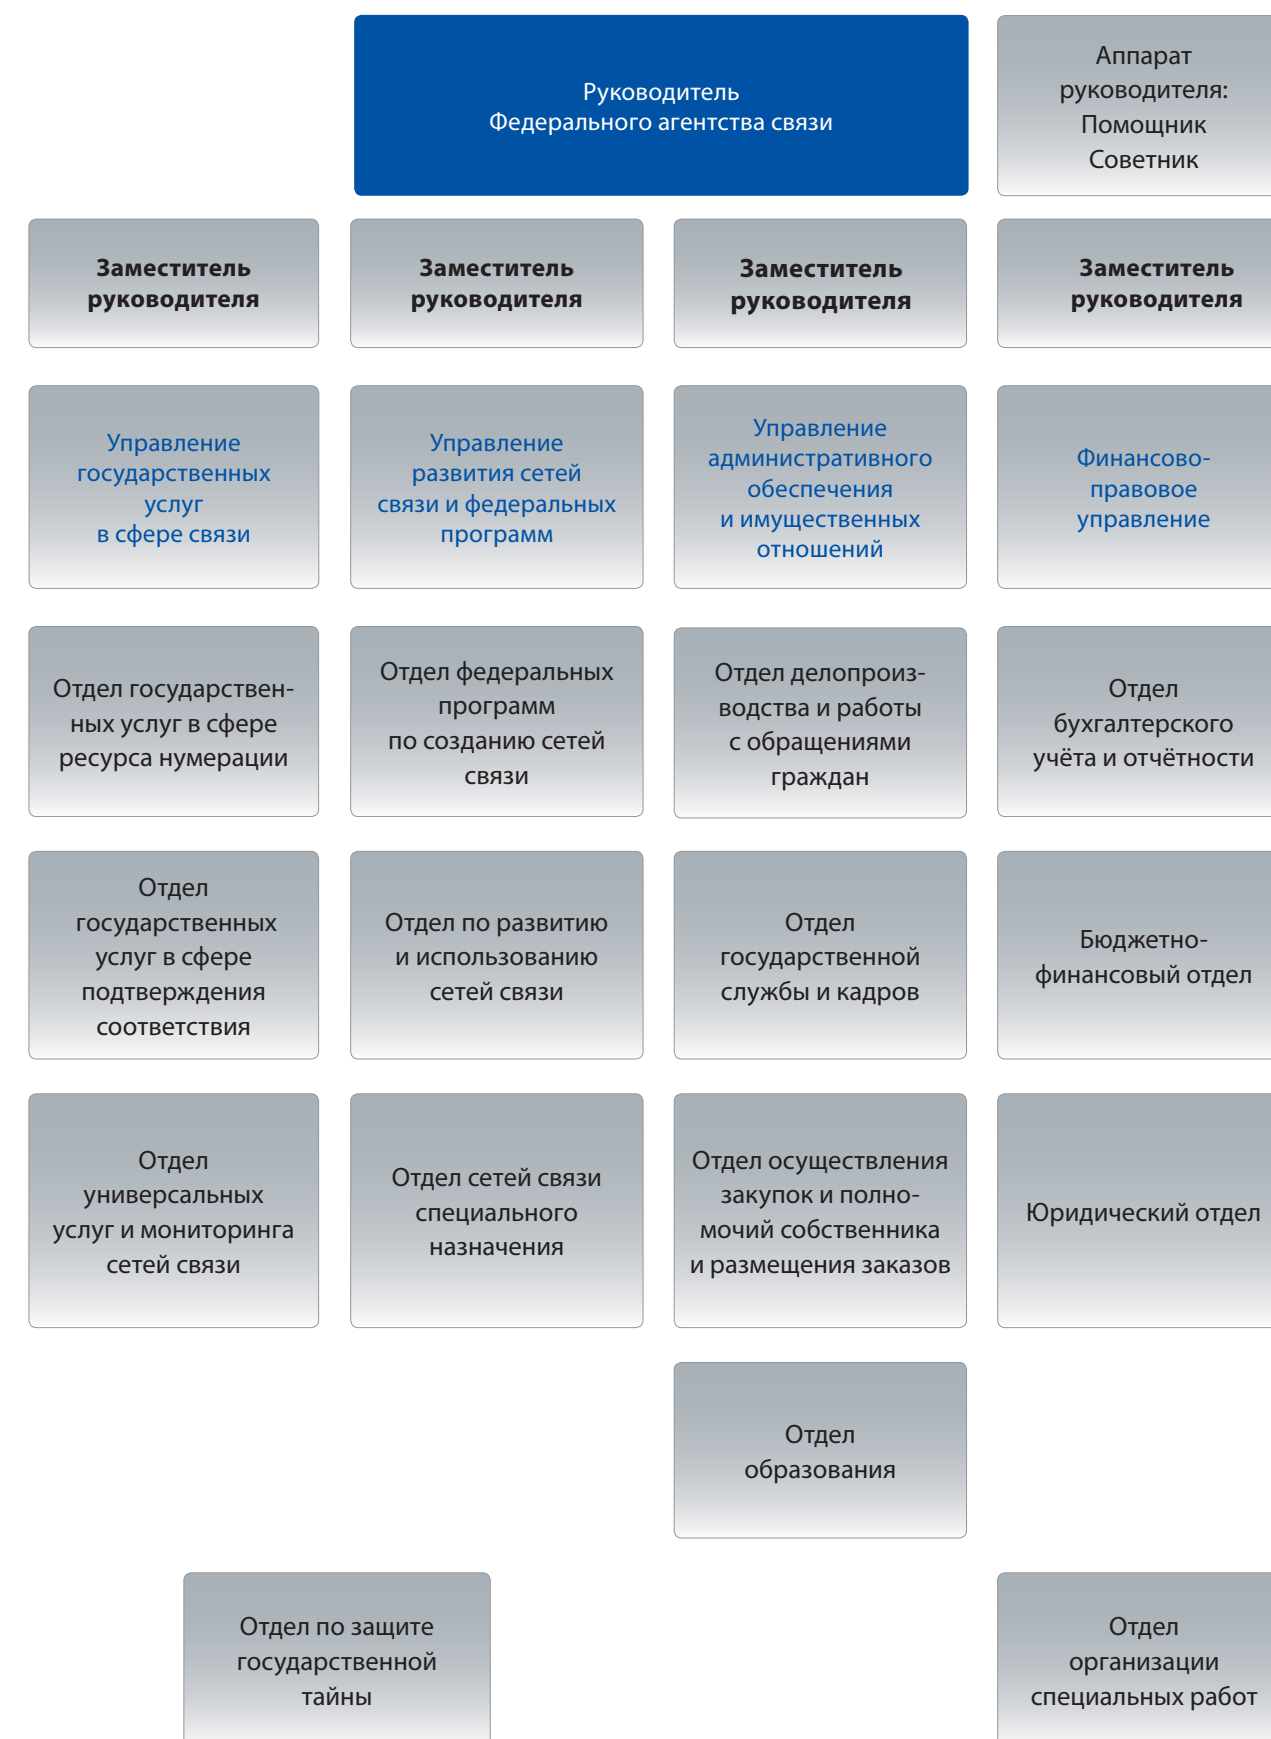 Руководитель
Федерального агентства связи
Аппарат
руководителя:
Помощник
Советник
Заместитель
руководителя
Заместитель
руководителя
Заместитель
руководителя
Заместитель
руководителя
Управление
государственных
услуг
в сфере связи
Управление
развития сетей
связи и федеральных
программ
Управление
административного
обеспечения
и имущественных
отношений
Финансово-
правовое
управление
Отдел государствен-
ных услуг в сфере
ресурса нумерации
Отдел федеральных
программ
по созданию сетей
связи
Отдел делопроиз-
водства и работы
с обращениями
граждан
Отдел
бухгалтерского
учёта и отчётности
Отдел
государственных
услуг в сфере
подтверждения
соответствия
Отдел по развитию
и использованию
сетей связи
Отдел
государственной
службы и кадров
Бюджетно-
финансовый отдел
Отдел
универсальных
услуг и мониторинга
сетей связи
Отдел сетей связи
специального
назначения
Отдел осуществления
закупок и полно-
мочий собственника
и размещения заказов
Юридический отдел
Отдел
образования
Отдел по защите
государственной
тайны
Отдел
организации
специальных работ